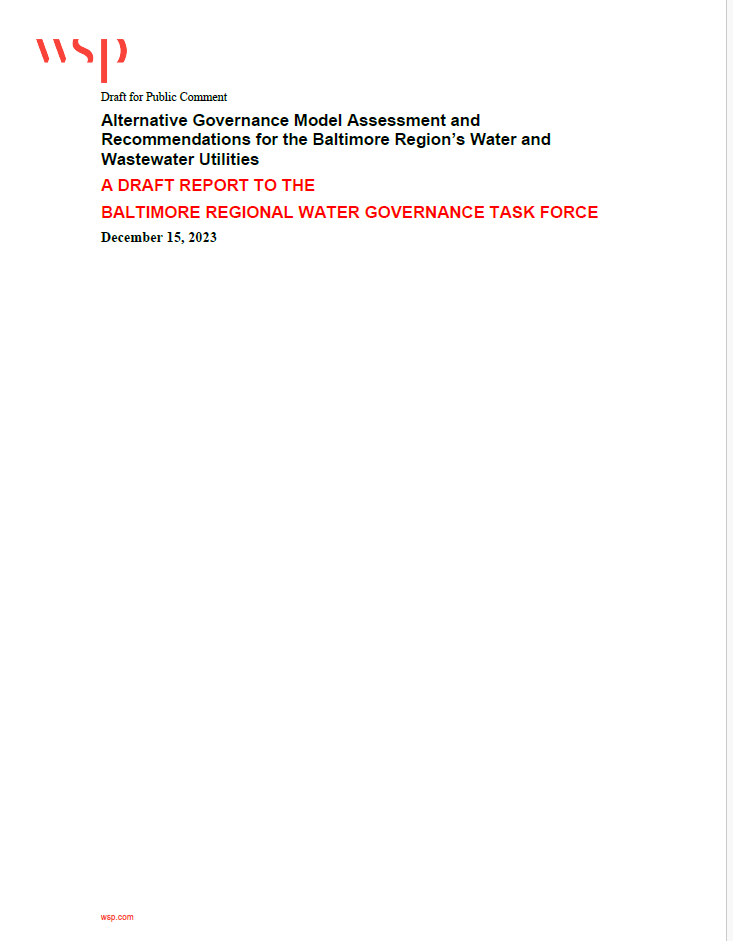 wsp
Draft for Public Comment
Alternative Governance Model Assessment and
Recommendations for the Baltimore Region’s Water and
Wastewater Utilities
A DRAFT REPORT TO THE
BALTIMORE REGIONAL WATER GOVERNANCE TASK FORCE
December 15, 2023
wsp.com